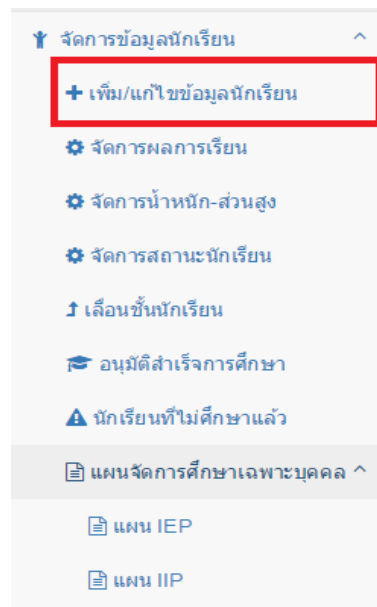 จัดการข้อมูลนักเรียน
เพิ่ม/แก้ไขข้อมูลนักเรียน
จัดการผลการเรียน
จัดการน้ำหนัก-ส่วนสูง
จัดการสถานะนักเรียน
เลื่อนชั้นนักเรียน
อนุมัติสำเร็จการศึกษา
นักเรียนที่ไม่ศึกษาแล้ว
แผนจัดการศึกษาเฉพาะบุคคล
แผน IEP
แผน IIP